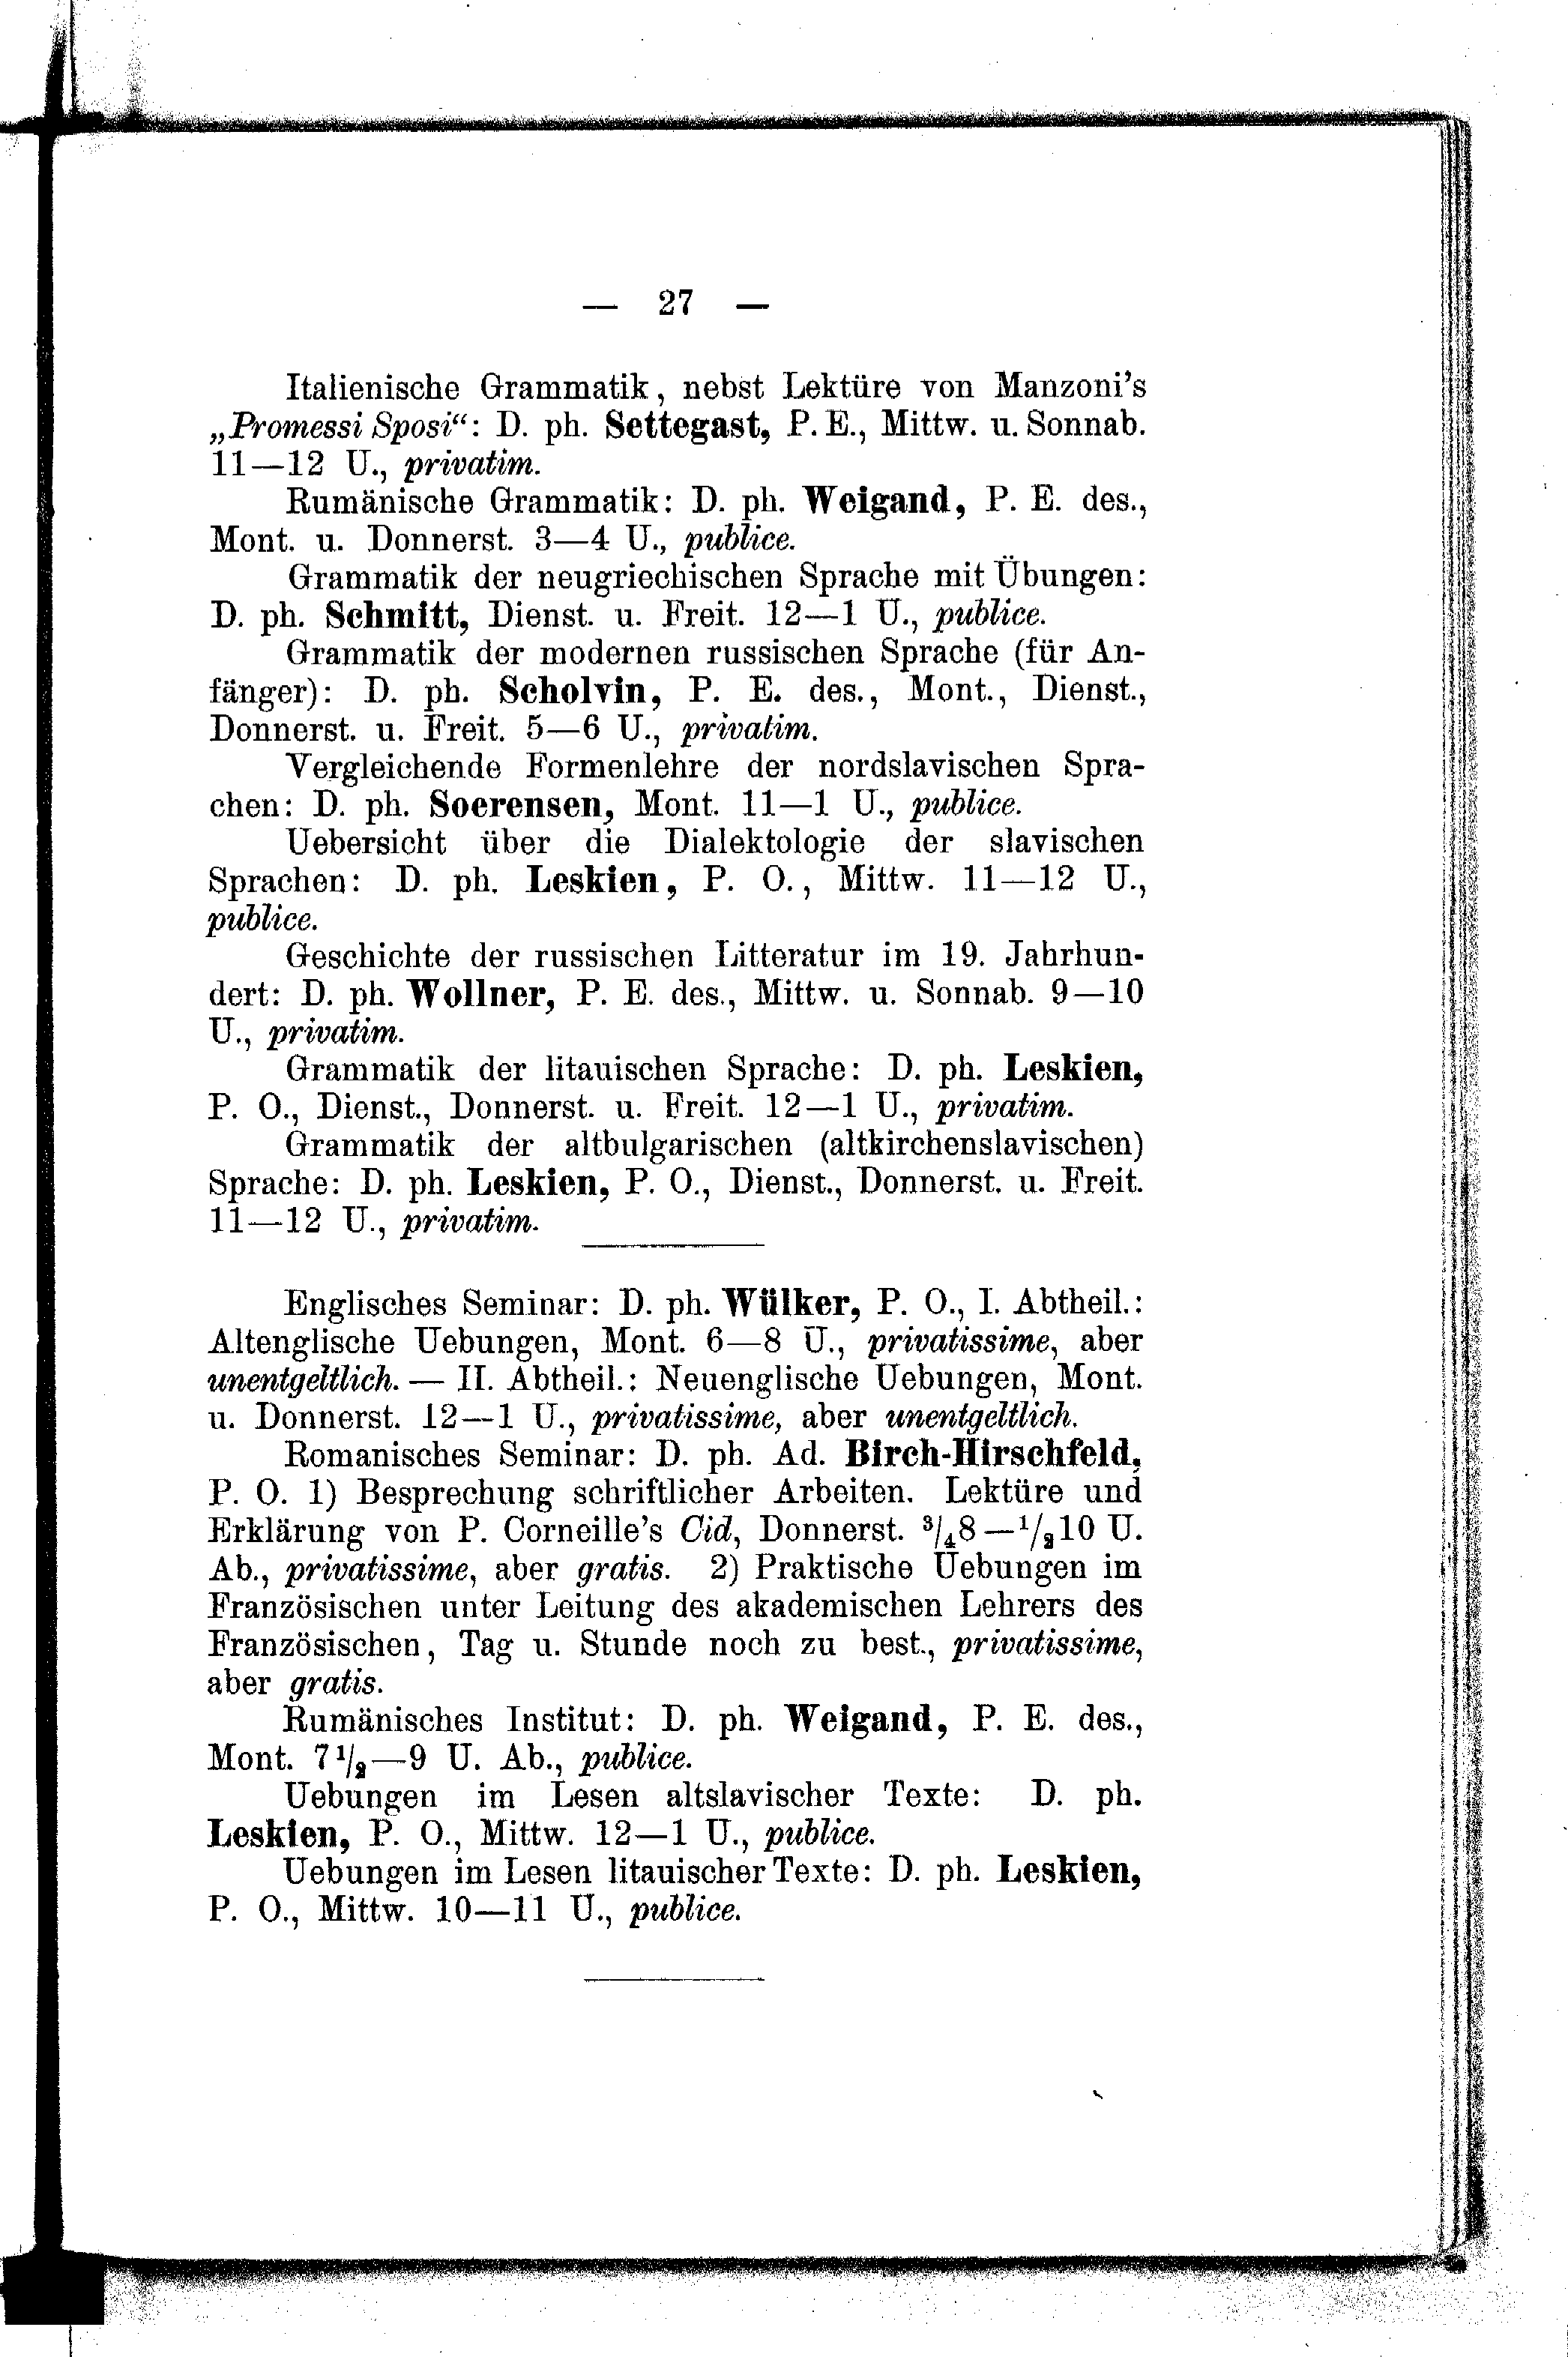 — 27 —
Italienische Grammatik, nebst Lektüre von Manzoni's
„Promessi Sposi“: D. ph. Settegast, P. E., Mittw. u. Sonnab.
11—12 U., privatim.
Rumänische Grammatik: D. ph. Weigand, P. E. des.,
Mont. u. Donnerst. 3—4 U., publice.
Grammatik der neugriechischen Sprache mit Übungen:
D. ph. Schmitt, Dienst. u. Freit. 12—1 U., publice.
Grammatik der modernen russischen Sprache (für An-
fänger): D. ph. Scholvin, P. E. des., Mont., Dienst.,
Donnerst. u. Freit. 5—6 U., privatim.
Vergleichende Formenlehre der nordslavischen Spra-
chen: D. ph. Soerensen, Mont. 11—1 U., publice.
Uebersicht über die Dialektologie der slavischen
Sprachen: D. ph. Leskien, P. O., Mittw. 11—12 U.,
publice.
Geschichte der russischen Litteratur im 19. Jahrhun-
dert: D. ph. Wollner, P. E. des., Mittw. u. Sonnab. 9—10
U., privatim.
Grammatik der litauischen Sprache: D. ph. Leskien,
P. O., Dienst., Donnerst. u. Freit. 12—1 U., privatim.
Grammatik der altbulgarischen (altkirchenslavischen)
Sprache: D. ph. Leskien, P. O., Dienst., Donnerst. u. Freit.
11—12 U., privatim.
Englisches Seminar: D. ph. Wülker, P. O., I. Abtheil.:
Altenglische Uebungen, Mont. 6—8 U., privatissime, aber
unentgeltlich. — II. Abtheil.: Neuenglische Uebungen, Mont.
u. Donnerst. 12—1 U., privatissime, aber unentgeltlich.
Romanisches Seminar: D. ph. Ad. Birch-Hirschfeld,
P. O. 1) Besprechung schriftlicher Arbeiten. Lektüre und
Erklärung von P. Corneille's Cid, Donnerst. 3/48—1/210 U.
Ab., privatissime, aber gratis. 2) Praktische Uebungen im
Französischen unter Leitung des akademischen Lehrers des
Französischen, Tag u. Stunde noch zu best., privatissime,
aber gratis.
Rumänisches Institut: D. ph. Weigand, P. E. des.,
Mont. 7 1/2—9 U. Ab., publice.
Uebungen im Lesen altslavischer Texte: D. ph.
Leskien, P. O., Mittw. 12—1 U., publice.
Uebungen im Lesen litauischer Texte: D. ph. Leskien,
P. O., Mittw. 10—11 U., publice.